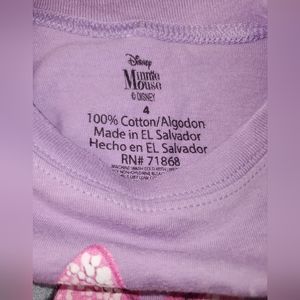 Disney
Minnie
Mouse
© DISNEY
4
100% Cotton/Algodon
Made in EL Salvador
Hecho en EL Salvador
RN# 71868